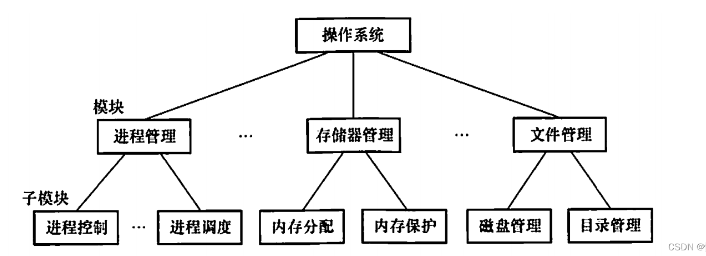 操作系统
模块
进程管理 … 存储器管理 … 文件管理
子模块
进程控制 … 进程调度 内存分配 内存保护 磁盘管理 目录管理
CSDN @